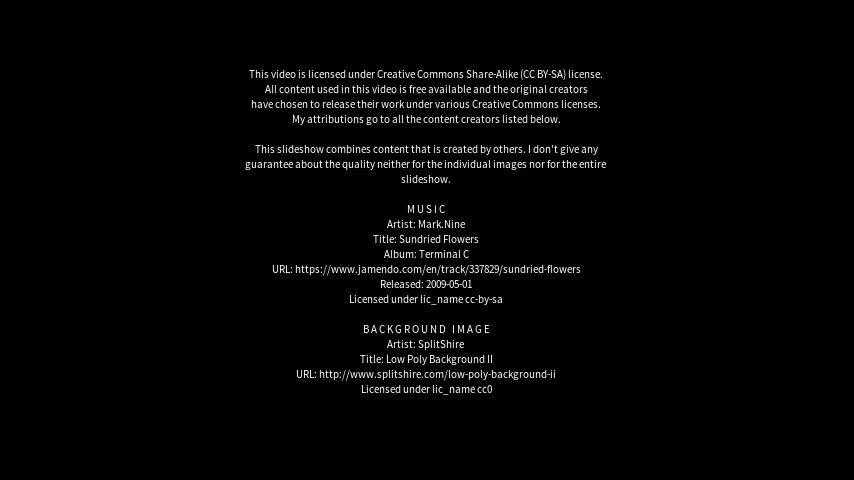 This video is licensed under Creative Commons Share-Alike (CC BY-SA) license.
All content used in this video is free available and the original creators
have chosen to release their work under various Creative Commons licenses.
My attributions go to all the content creators listed below.
This slideshow combines content that is created by others. I don't give any
guarantee about the quality neither for the individual images nor for the entire
slideshow.
MUSIC
Artist: Mark.Nine
Title: Sundried Flowers
Album: Terminal C
URL: https://www.jamendo.com/en/track/337829/sundried-flowers
Released: 2009-05-01
Licensed under lic_name cc-by-sa
BACKGROUND IMAGE
Artist: SplitShire
Title: Low Poly Background II
URL: http://www.splitshire.com/low-poly-background-ii
Licensed under lic_name cc0